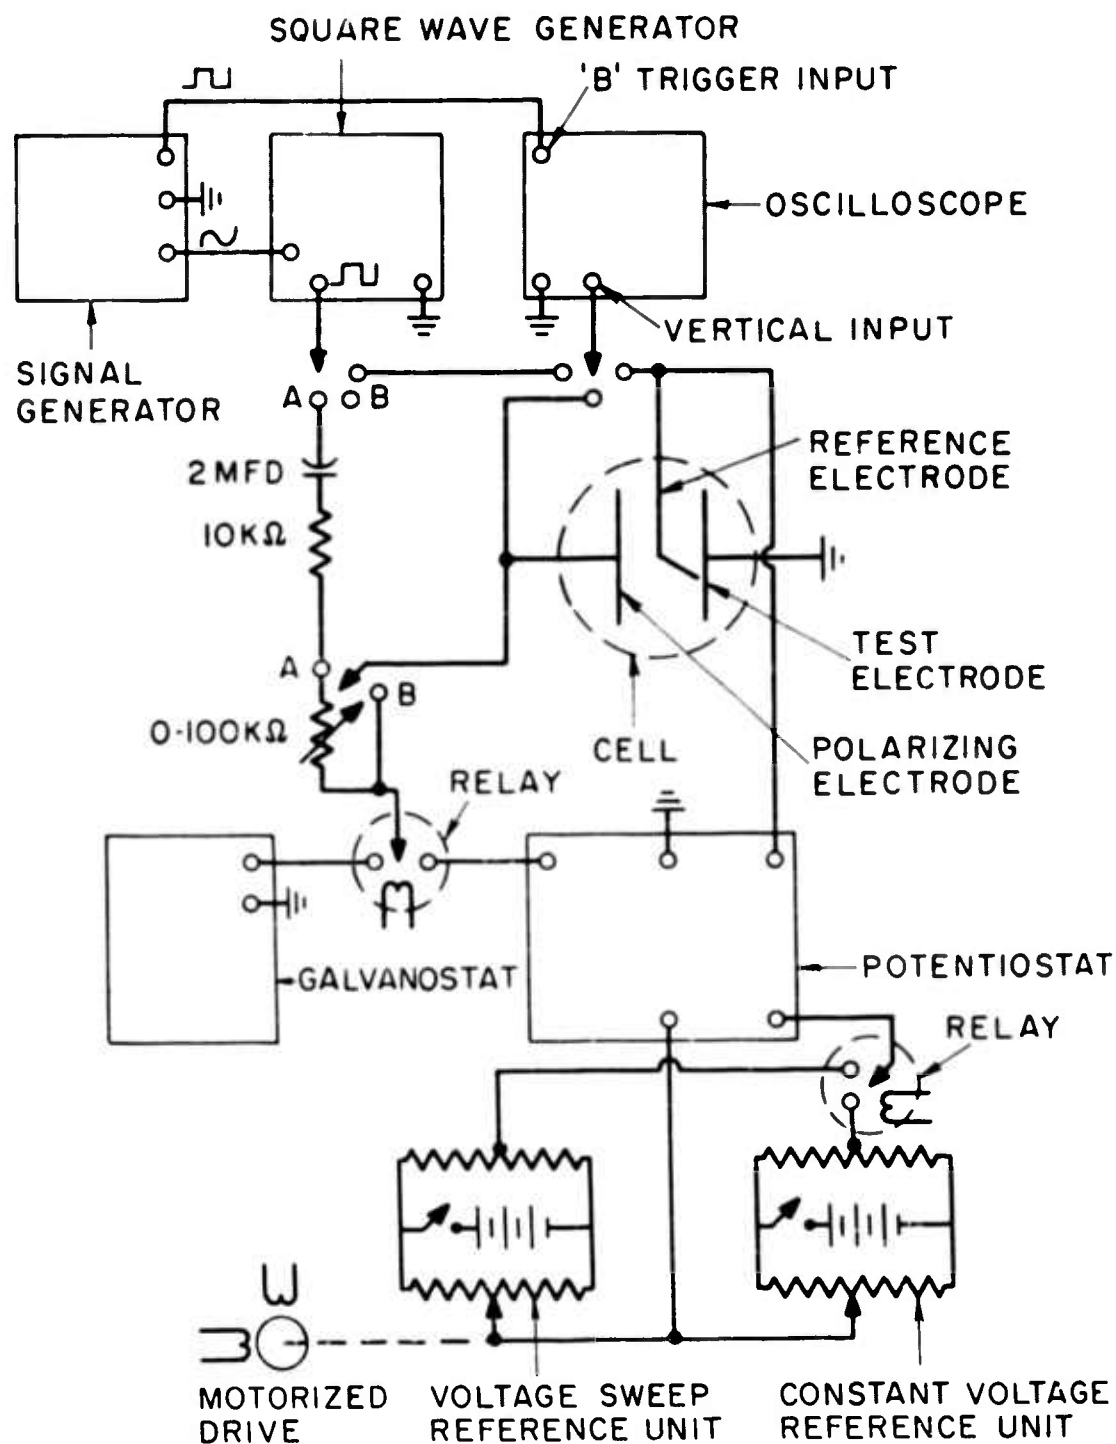 SQUARE WAVE GENERATOR
'B' TRIGGER INPUT
OSCILLOSCOPE
VERTICAL INPUT
SIGNAL
GENERATOR
A
B
2 MFD
10KΩ
REFERENCE
ELECTRODE
A
B
0-100KΩ
TEST
ELECTRODE
CELL
POLARIZING
ELECTRODE
RELAY
GALVANOSTAT
POTENTIOSTAT
RELAY
MOTORIZED
DRIVE
VOLTAGE SWEEP
REFERENCE UNIT
CONSTANT VOLTAGE
REFERENCE UNIT